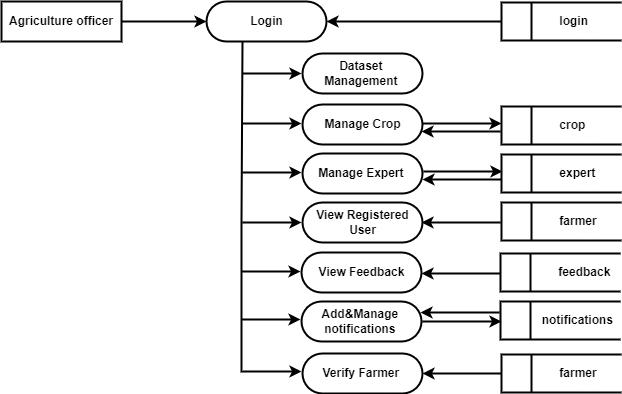 Agriculture officer
Login
login
Dataset
Management
Manage Crop
crop
Manage Expert
expert
View Registered
User
farmer
View Feedback
feedback
Add&Manage
notifications
notifications
Verify Farmer
farmer